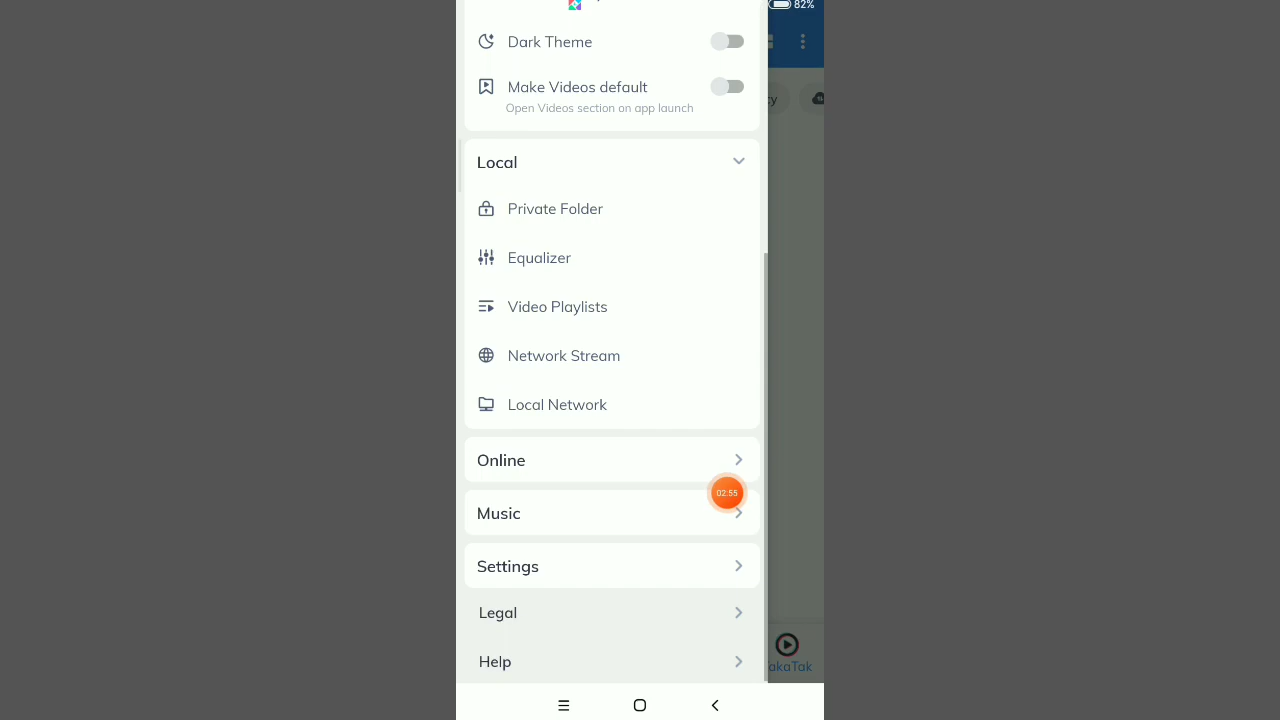 82%
Dark Theme
Make Videos default
Open Videos section on app launch
Local
Private Folder
Equalizer
Video Playlists
Network Stream
Local Network
Online
02:55
Music
Settings
Legal
Help
akaTak